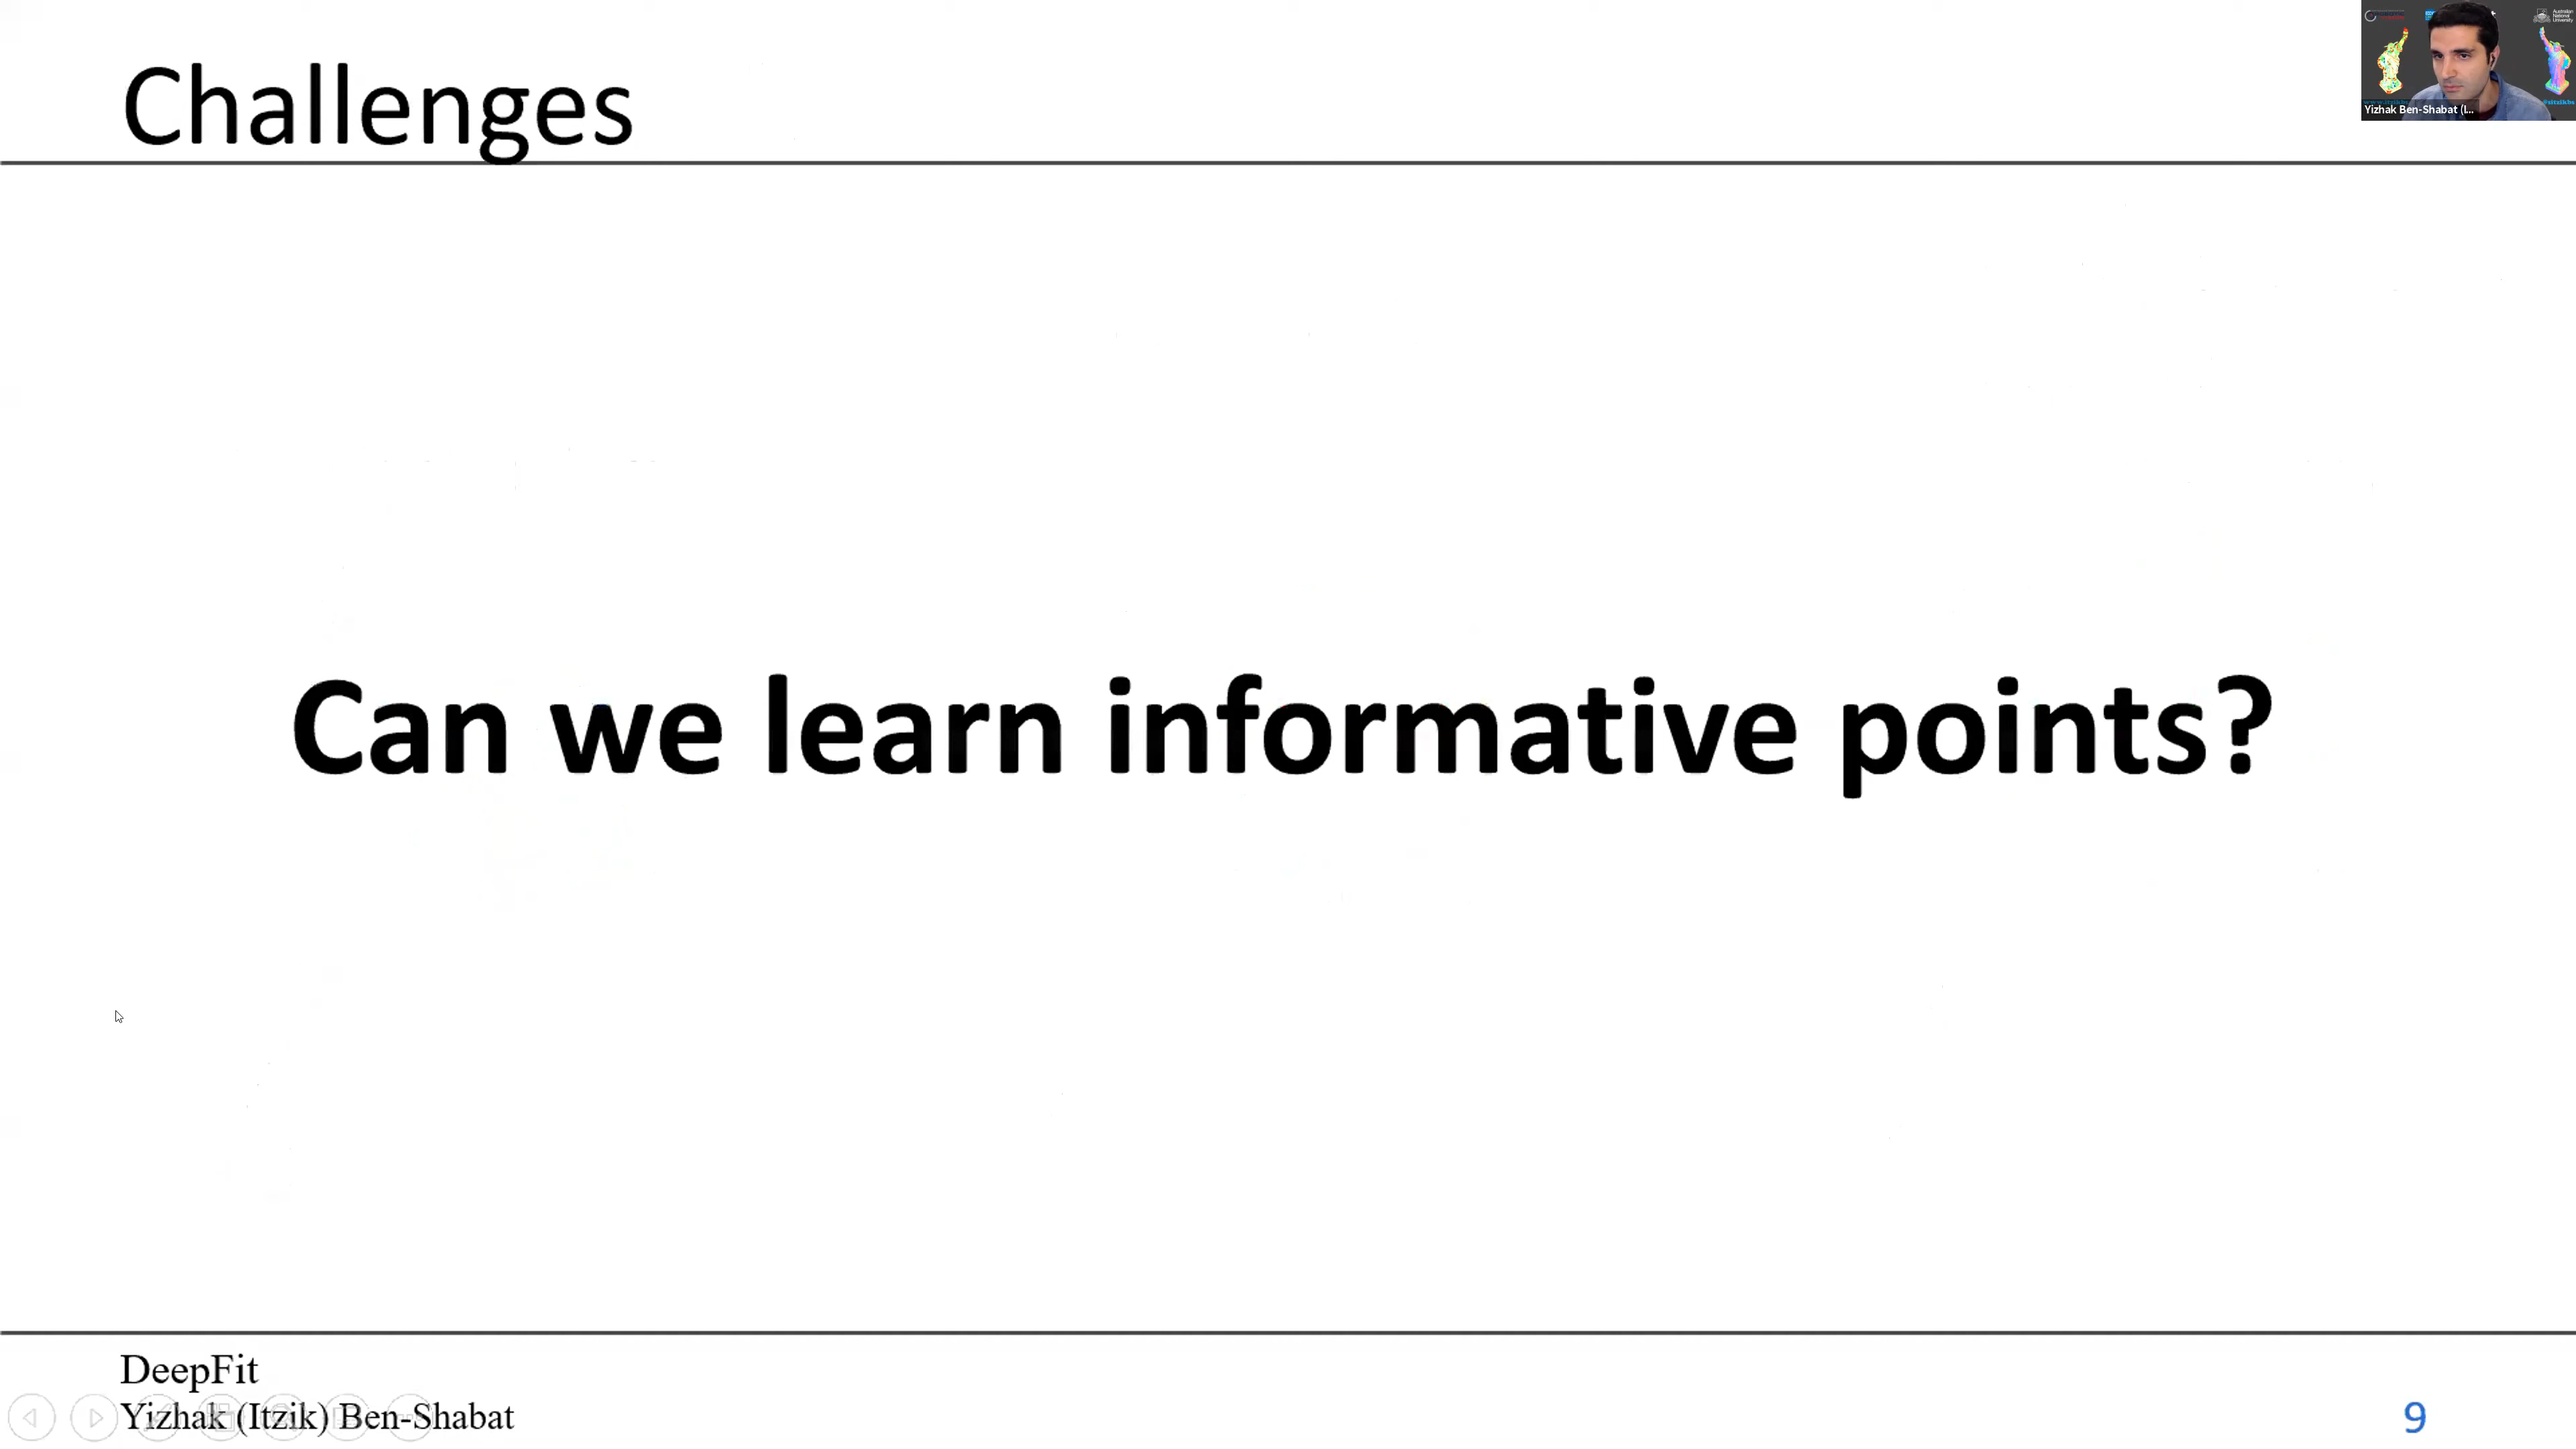 Challenges
Yizhak Ben-Shabat (I...
Can we learn informative points?
DeepFit
Yizhak (Itzik) Ben-Shabat
9